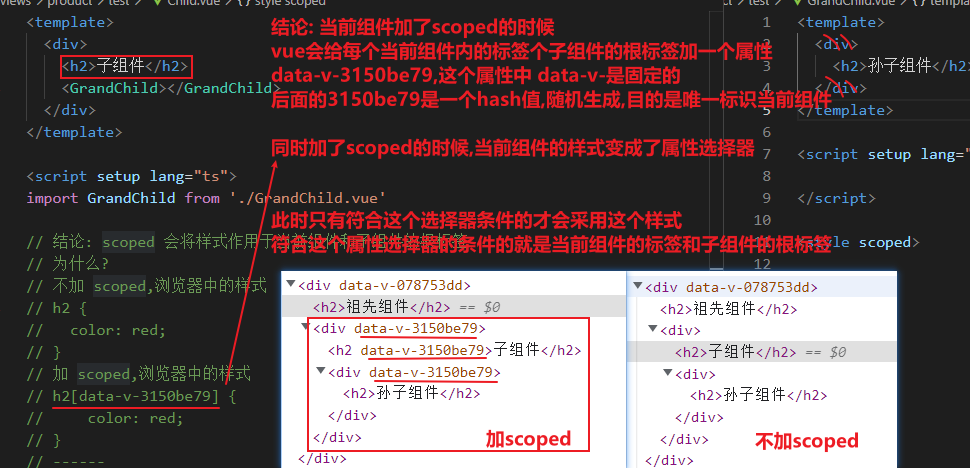 views > product > test > Child.vue > {} style scoped
<template>
<div>
<h2>子组件</h2>
<GrandChild></GrandChild>
</div>
</template>
<script setup lang="ts">
import GrandChild from './GrandChild.vue'
// 结论: scoped 会将样式作用于当前组件和子组件的根标签
// 为什么?
// 不加 scoped,浏览器中的样式
// h2 {
// color: red;
// }
// 加 scoped,浏览器中的样式
// h2[data-v-3150be79] {
// color: red;
// }
// ------
结论: 当前组件加了scoped的时候
vue会给每个当前组件内的标签个子组件的根标签加一个属性
data-v-3150be79,这个属性中 data-v-是固定的
后面的3150be79是一个hash值,随机生成,目的是唯一标识当前组件
同时加了scoped的时候,当前组件的样式变成了属性选择器
此时只有符合这个选择器条件的才会采用这个样式
符合这个属性选择器的条件的就是当前组件的标签和子组件的根标签
<div data-v-078753dd>
<h2>祖先组件</h2> == $0
<div data-v-3150be79>
<h2 data-v-3150be79>子组件</h2>
<div data-v-3150be79>
<h2>孙子组件</h2>
</div>
</div>
</div>
加scoped
<div data-v-078753dd>
<h2>祖先组件</h2>
<div>
<h2>子组件</h2> == $0
<div>
<h2>孙子组件</h2>
</div>
</div>
</div>
不加scoped
test > GrandChild.vue > {} templa
1 <template>
2 <div>
3 <h2>孙子组件</h2
4 </div>
5 </template>
6
7 <script setup lang=
8
9 </script>
10
11 <style scoped>
12